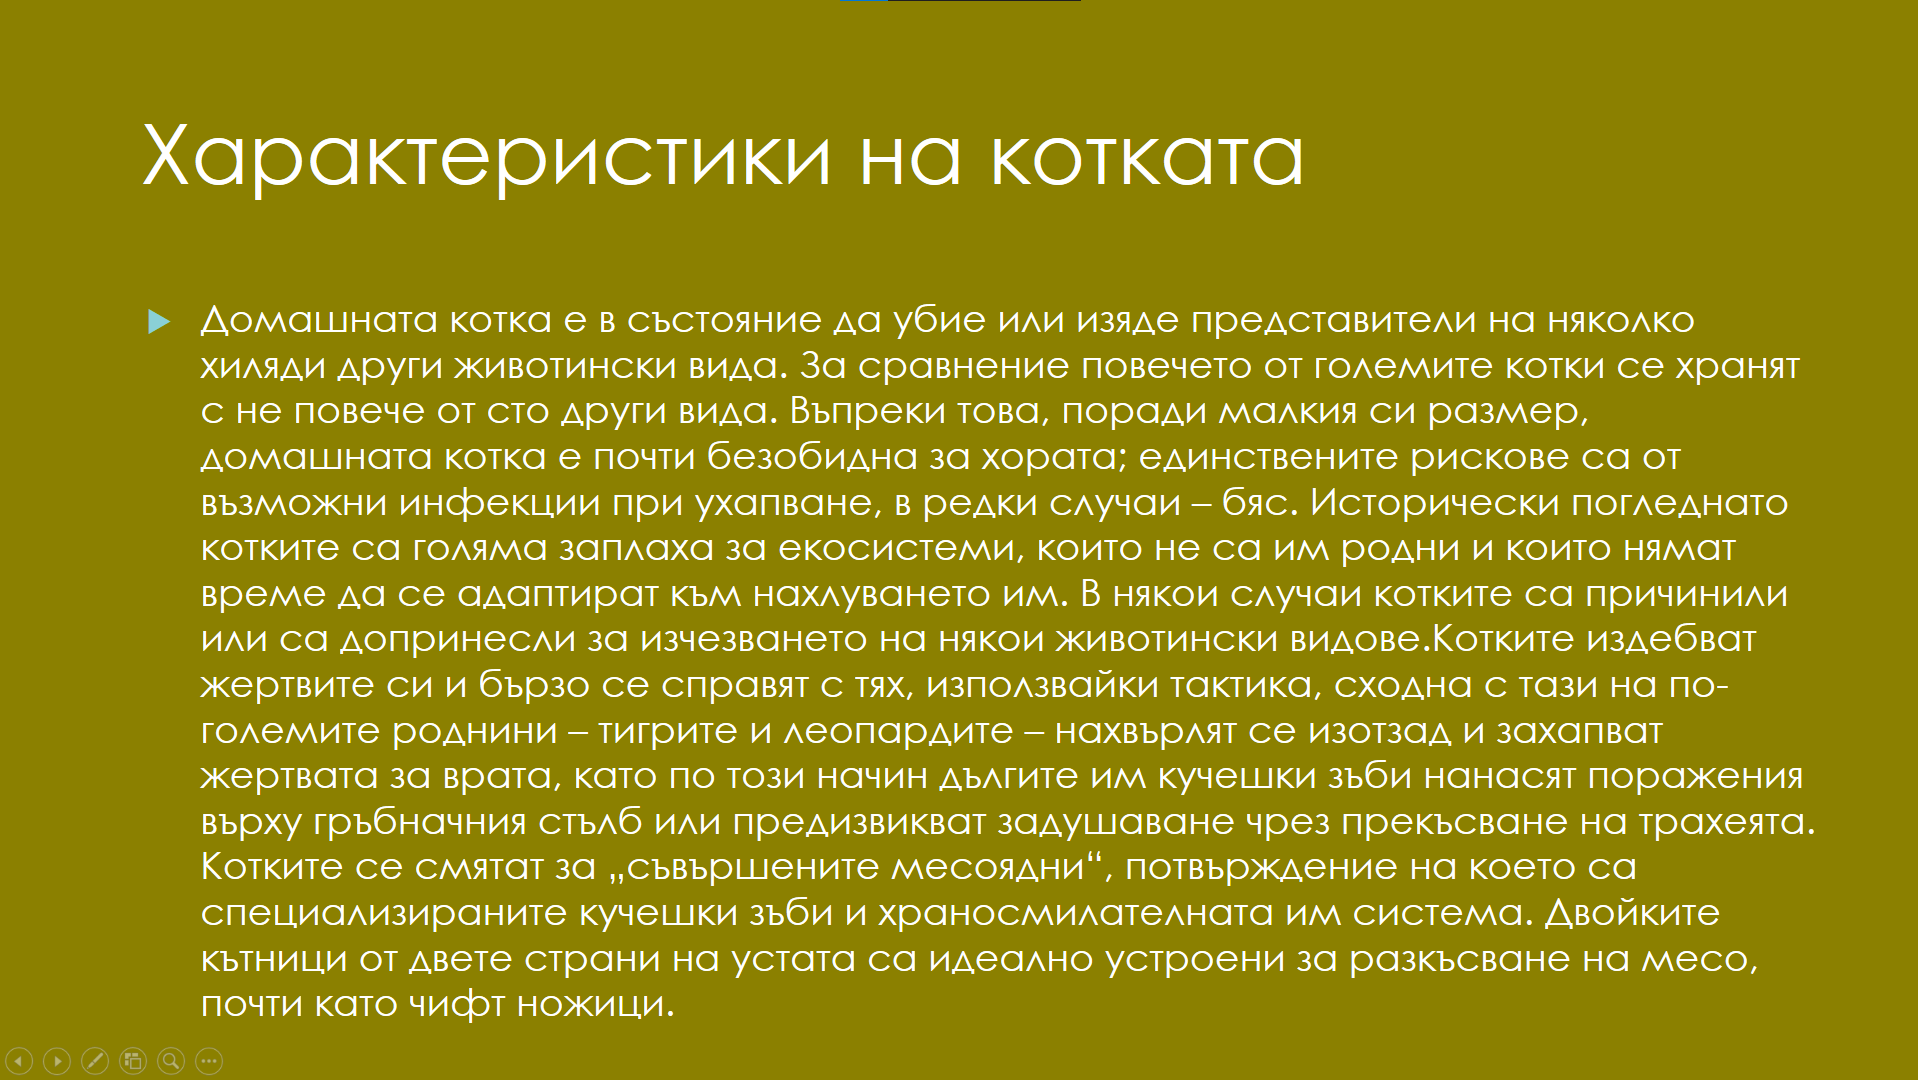 Характеристики на котката
Домашната котка е в състояние да убие или изяде представители на няколко
хиляди други животински вида. За сравнение повечето от големите котки се хранят
с не повече от сто други вида. Въпреки това, поради малкия си размер,
домашната котка е почти безобидна за хората; единствените рискове са от
възможни инфекции при ухапване, в редки случаи – бяс. Исторически погледнато
котките са голяма заплаха за екосистеми, които не са им родни и които нямат
време да се адаптират към нахлуването им. В някои случаи котките са причинили
или са допринесли за изчезването на някои животински видове.Котките издебват
жертвите си и бързо се справят с тях, използвайки тактика, сходна с тази на по-
големите роднини – тигрите и леопардите – нахвърлят се изотзад и захапват
жертвата за врата, като по този начин дългите им кучешки зъби нанасят поражения
върху гръбначния стълб или предизвикват задушаване чрез прекъсване на трахеята.
Котките се смятат за „съвършените месоядни“, потвърждение на което са
специализираните кучешки зъби и храносмилателната им система. Двойките
кътници от двете страни на устата са идеално устроени за разкъсване на месо,
почти като чифт ножици.